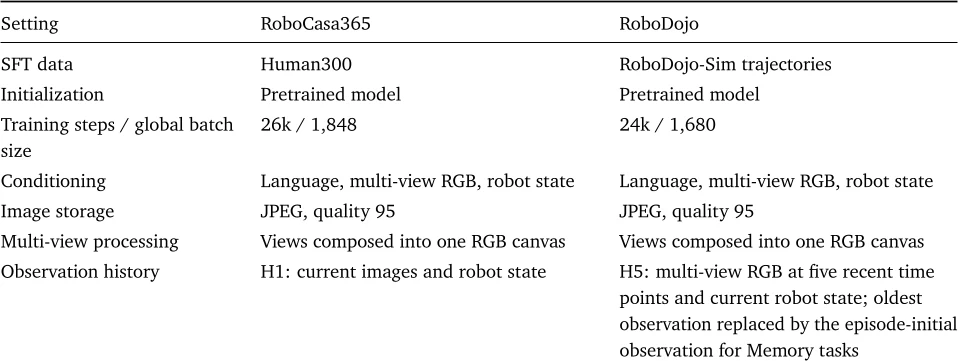 Setting RoboCasa365 RoboDojo
SFT data Human300 RoboDojo-Sim trajectories
Initialization Pretrained model Pretrained model
Training steps / global batch size 26k / 1,848 24k / 1,680
Conditioning Language, multi-view RGB, robot state Language, multi-view RGB, robot state
Image storage JPEG, quality 95 JPEG, quality 95
Multi-view processing Views composed into one RGB canvas Views composed into one RGB canvas
Observation history H1: current images and robot state H5: multi-view RGB at five recent time
points and current robot state; oldest
observation replaced by the episode-initial
observation for Memory tasks